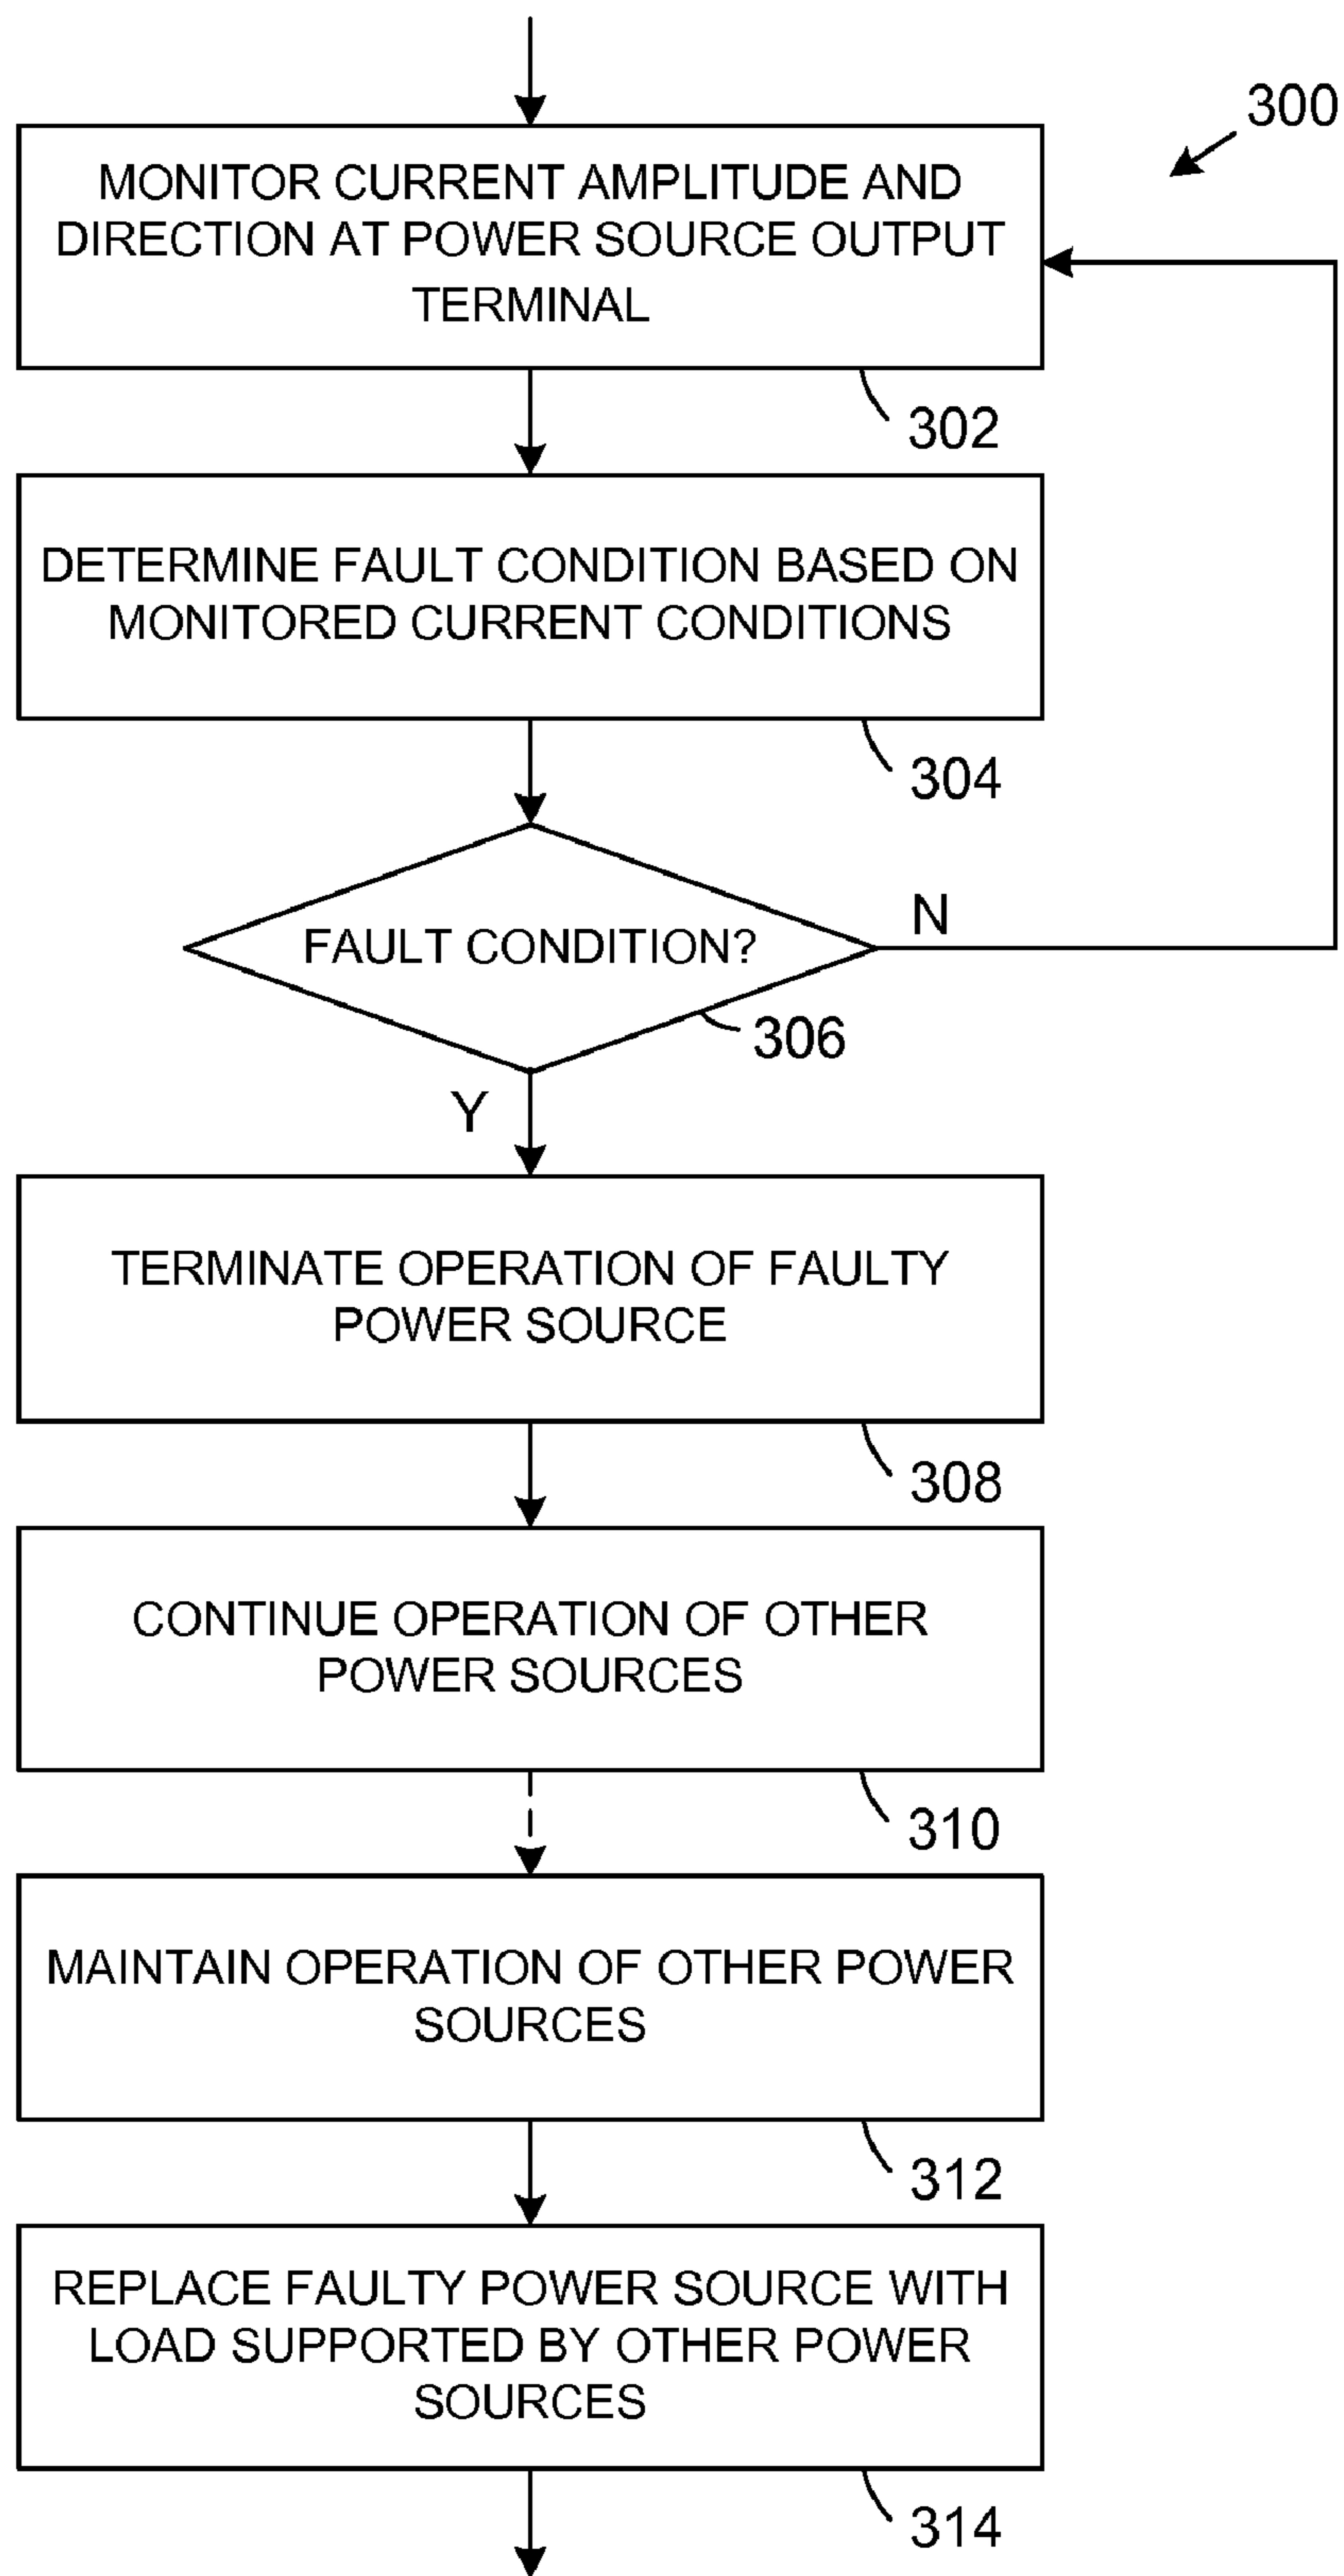 300
MONITOR CURRENT AMPLITUDE AND
DIRECTION AT POWER SOURCE OUTPUT
TERMINAL
302
DETERMINE FAULT CONDITION BASED ON
MONITORED CURRENT CONDITIONS
304
FAULT CONDITION?
N
306
Y
TERMINATE OPERATION OF FAULTY
POWER SOURCE
308
CONTINUE OPERATION OF OTHER
POWER SOURCES
310
MAINTAIN OPERATION OF OTHER POWER
SOURCES
312
REPLACE FAULTY POWER SOURCE WITH
LOAD SUPPORTED BY OTHER POWER
SOURCES
314